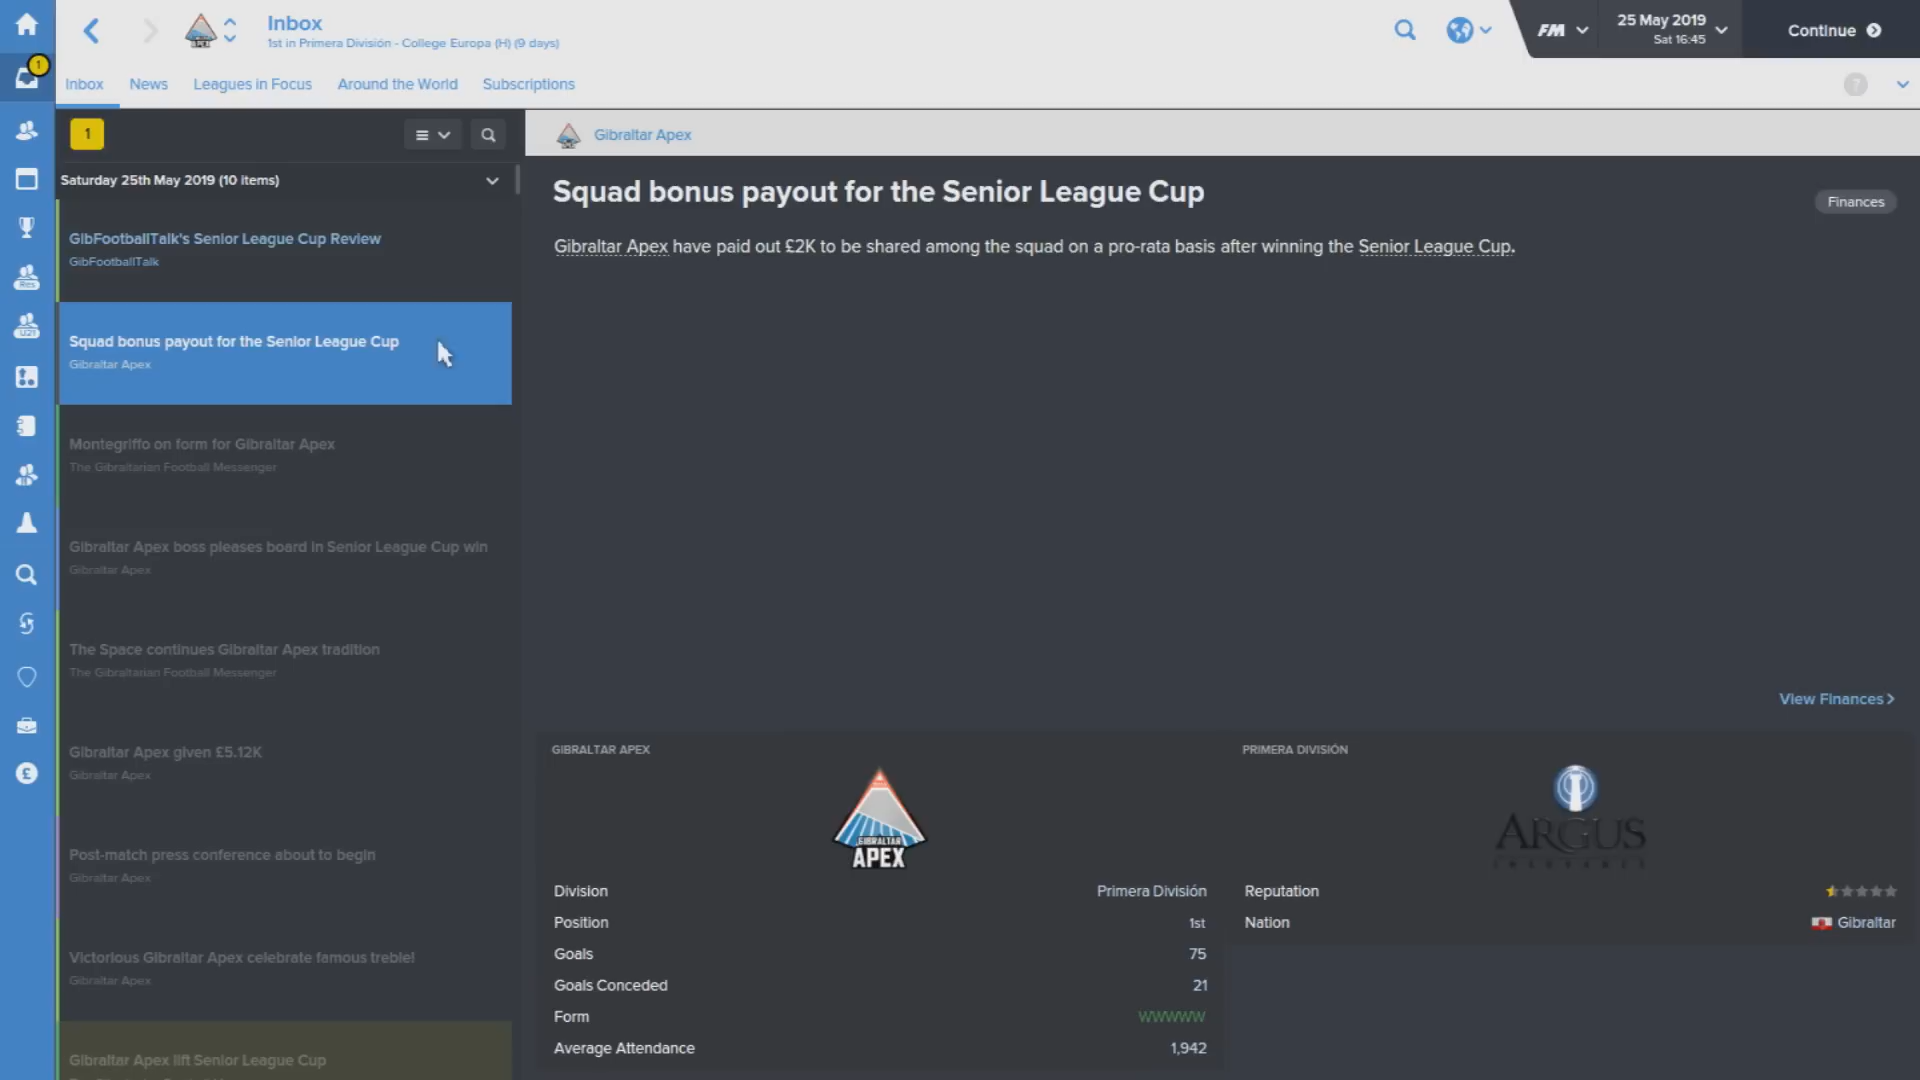 Inbox
1st in Primera División - College Europa (H) (9 days)
FM
25 May 2019
Sat 16:45
Continue
1
Inbox
News
Leagues in Focus
Around the World
Subscriptions
?
1
Gibraltar Apex
Saturday 25th May 2019 (10 items)
Squad bonus payout for the Senior League Cup
Finances
Gibraltar Apex have paid out £2K to be shared among the squad on a pro-rata basis after winning the Senior League Cup.
GibFootballTalk's Senior League Cup Review
GibFootballTalk
Squad bonus payout for the Senior League Cup
Gibraltar Apex
Montegriffo on form for Gibraltar Apex
The Gibraltarian Football Messenger
Gibraltar Apex boss pleases board in Senior League Cup win
Gibraltar Apex
The Space continues Gibraltar Apex tradition
The Gibraltarian Football Messenger
Gibraltar Apex given £5.12K
Gibraltar Apex
Post-match press conference about to begin
Gibraltar Apex
Victorious Gibraltar Apex celebrate famous treble!
Gibraltar Apex
Gibraltar Apex lift Senior League Cup
Res
U21
£
View Finances
GIBRALTAR APEX
GIBRALTAR
APEX
Division Primera División
Position 1st
Goals 75
Goals Conceded 21
Form WWWWW
Average Attendance 1,942
PRIMERA DIVISIÓN
ARGUS
INSURANCE
Reputation
Nation Gibraltar